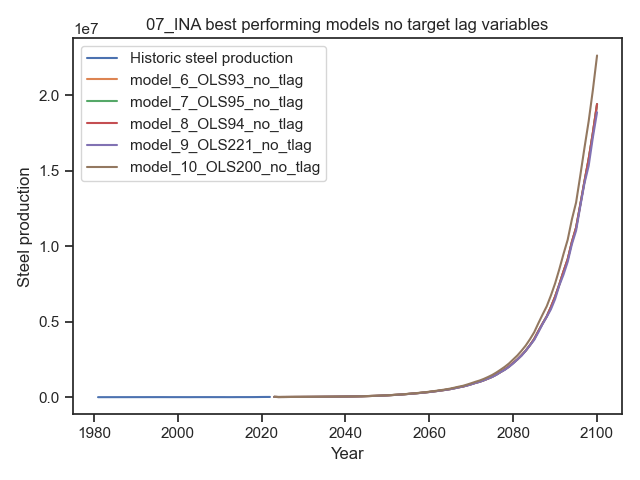 07_INA best performing models no target lag variables
1e7
Historic steel production
model_6_OLS93_no_tlag
model_7_OLS95_no_tlag
model_8_OLS94_no_tlag
model_9_OLS221_no_tlag
model_10_OLS200_no_tlag
Steel production
2.0
1.5
1.0
0.5
0.0
1980 2000 2020 2040 2060 2080 2100
Year